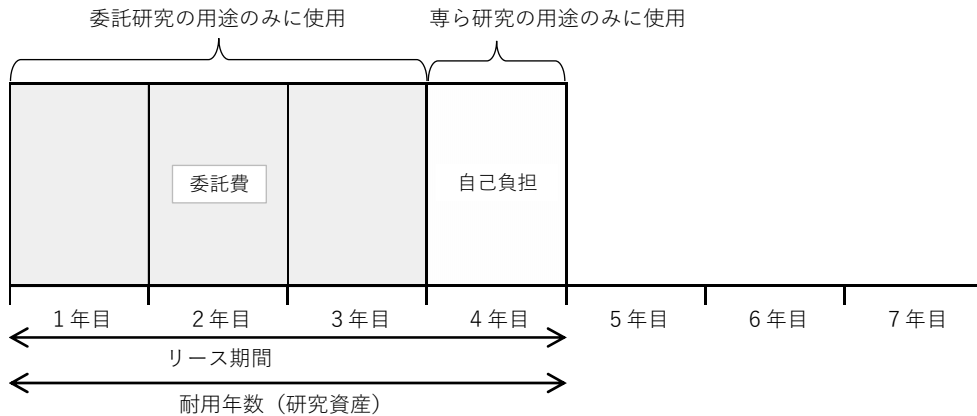 委託研究の用途のみに使用
専ら研究の用途のみに使用
委託費
自己負担
1年目
2年目
3年目
4年目
5年目
6年目
7年目
リース期間
耐用年数（研究資産）